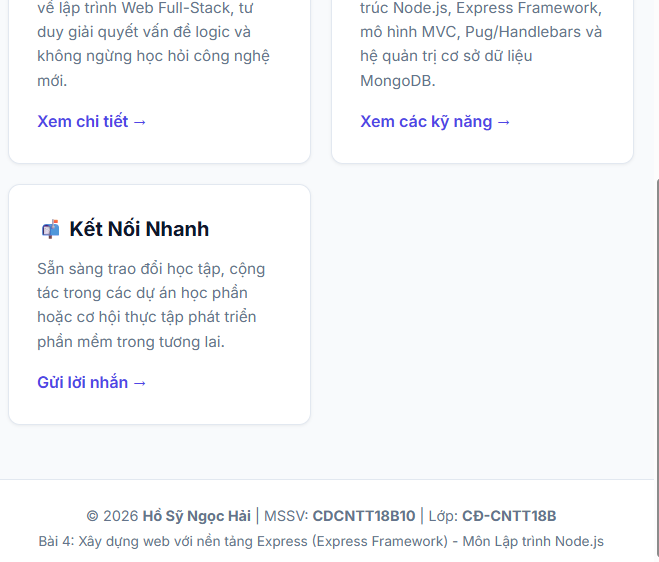 về lập trình Web Full-Stack, tư
duy giải quyết vấn đề logic và
không ngừng học hỏi công nghệ
mới.
Xem chi tiết →
trúc Node.js, Express Framework,
mô hình MVC, Pug/Handlebars và
hệ quản trị cơ sở dữ liệu
MongoDB.
Xem các kỹ năng →
Kết Nối Nhanh
Sẵn sàng trao đổi học tập, cộng
tác trong các dự án học phần
hoặc cơ hội thực tập phát triển
phần mềm trong tương lai.
Gửi lời nhắn →
© 2026 Hồ Sỹ Ngọc Hải | MSSV: CDCNTT18B10 | Lớp: CĐ-CNTT18B
Bài 4: Xây dựng web với nền tảng Express (Express Framework) - Môn Lập trình Node.js